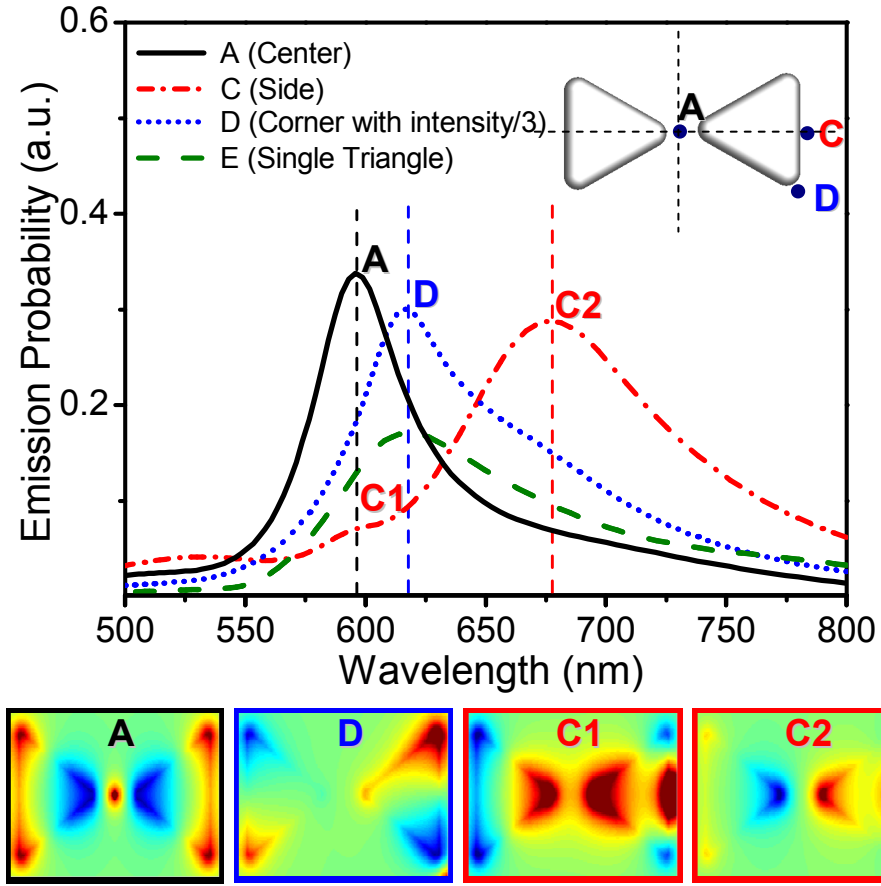 0.6
A (Center)
C (Side)
D (Corner with intensity/3)
E (Single Triangle)
A
C
D
0.4
A
D
C2
0.2
C1
Emission Probability (a.u.)
500 550 600 650 700 750 800
Wavelength (nm)
A D C1 C2